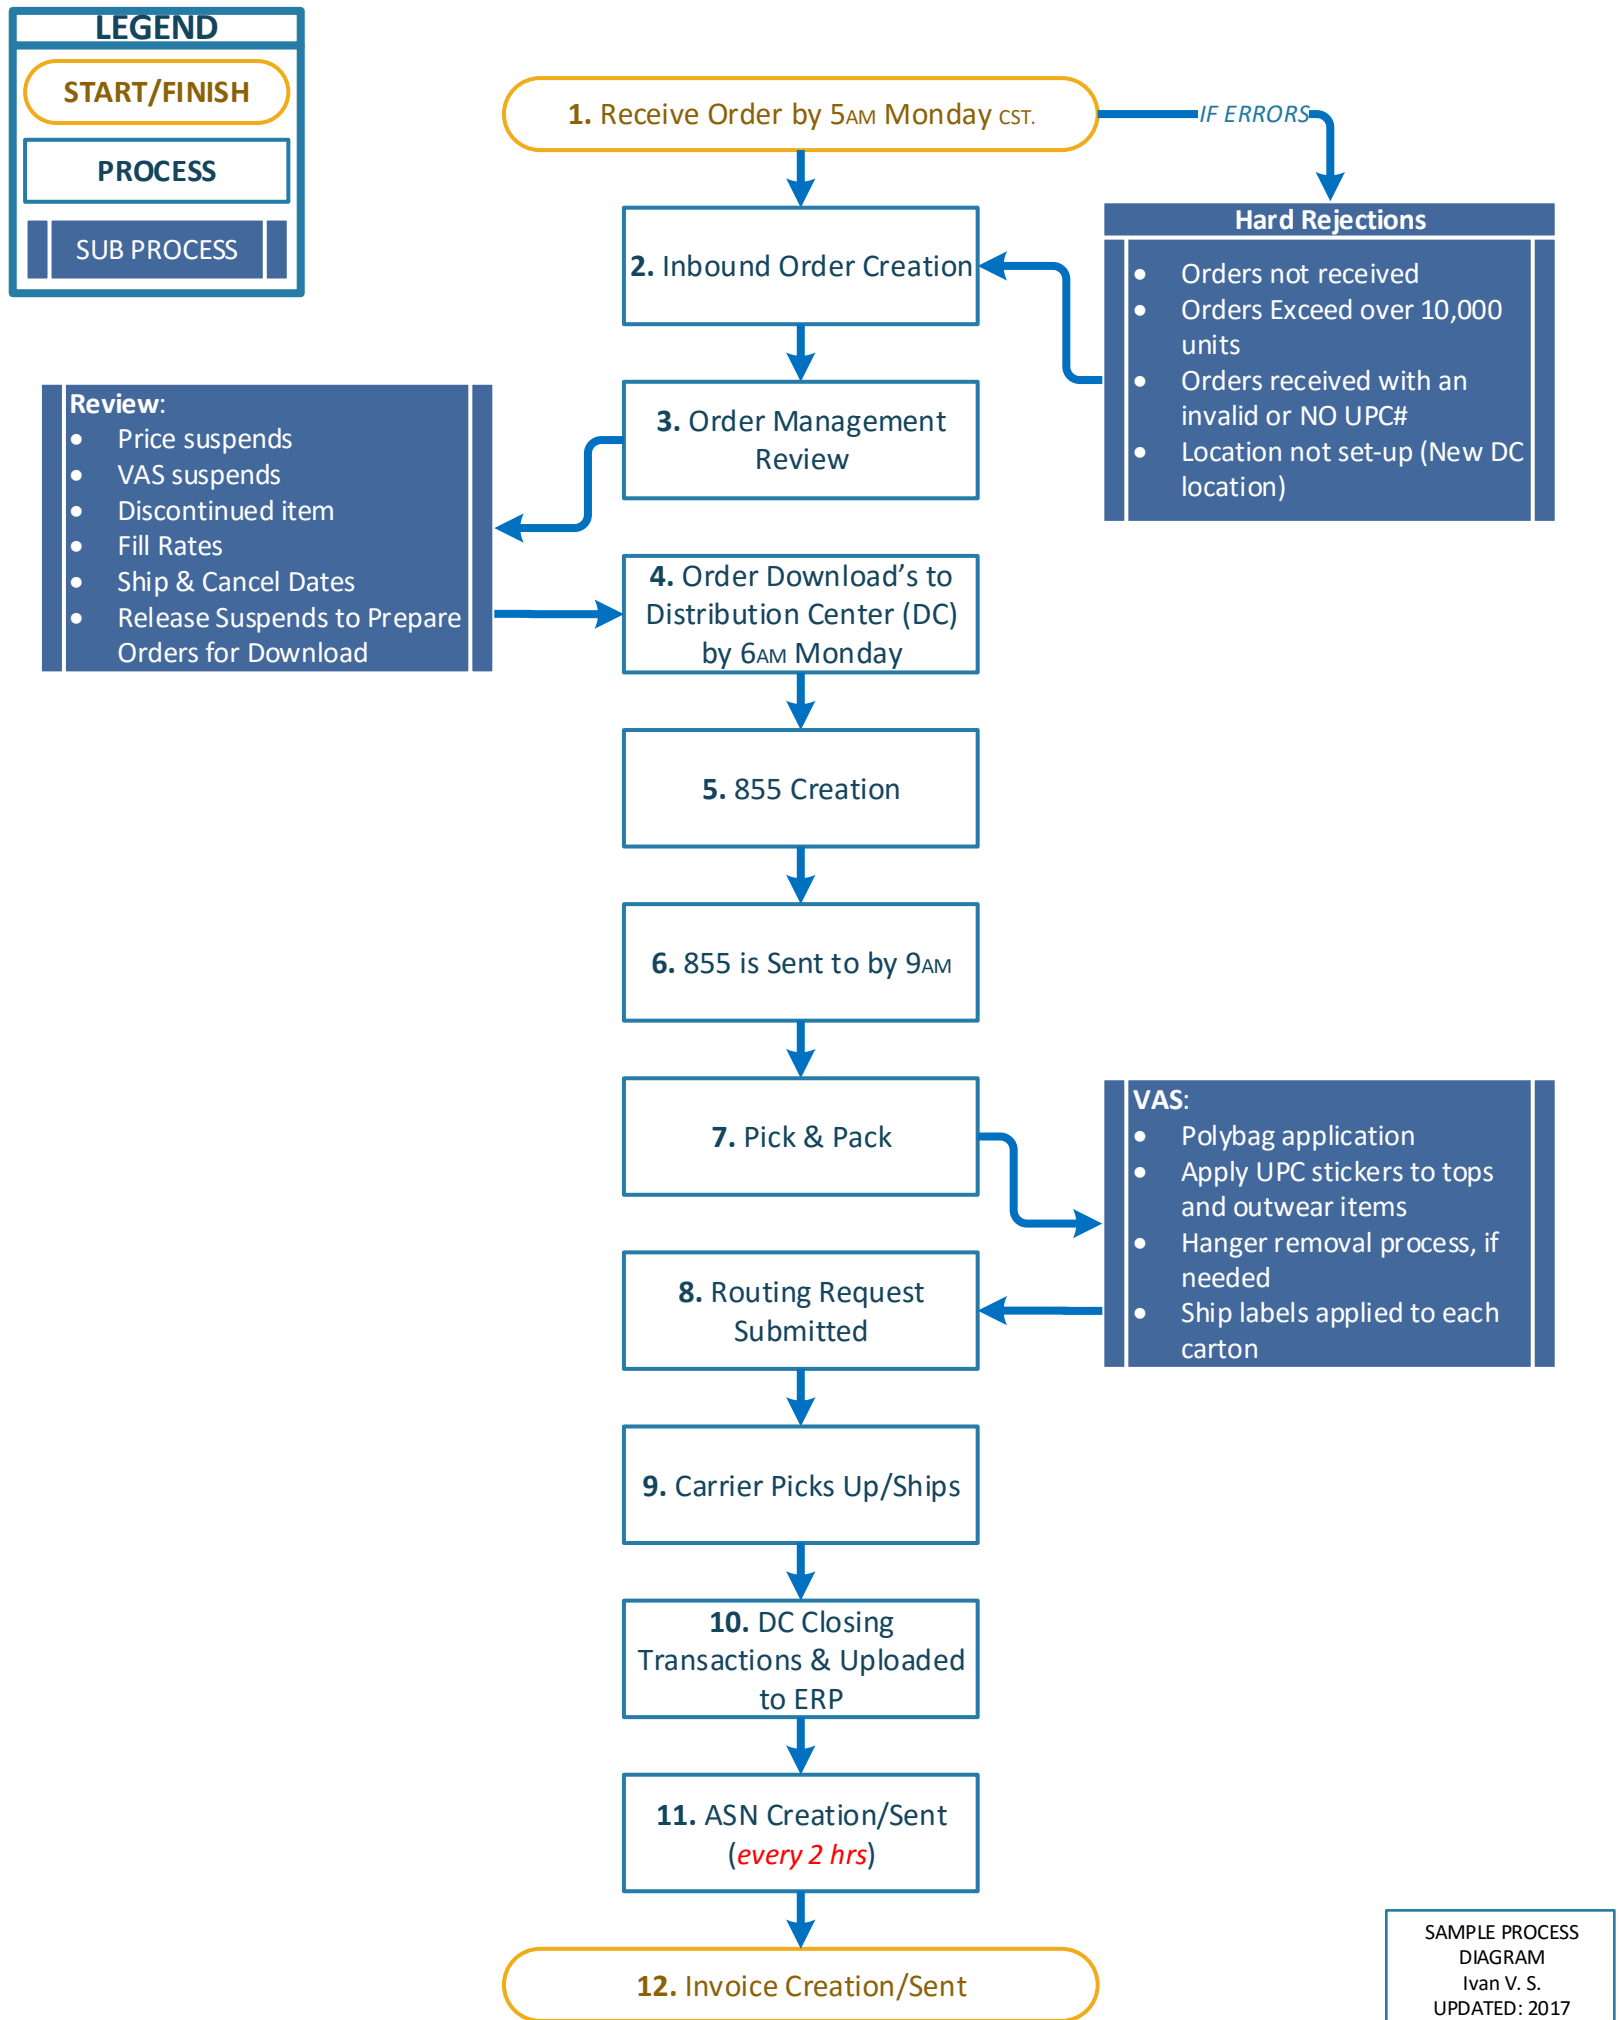 LEGEND
START/FINISH
PROCESS
SUB PROCESS
1. Receive Order by 5AM Monday CST.
IF ERRORS
Hard Rejections
• Orders not received
• Orders Exceed over 10,000
units
• Orders received with an
invalid or NO UPC#
• Location not set-up (New DC
location)
2. Inbound Order Creation
3. Order Management
Review
Review:
• Price suspends
• VAS suspends
• Discontinued item
• Fill Rates
• Ship & Cancel Dates
• Release Suspends to Prepare
Orders for Download
4. Order Download’s to
Distribution Center (DC)
by 6AM Monday
5. 855 Creation
6. 855 is Sent to by 9AM
7. Pick & Pack
VAS:
• Polybag application
• Apply UPC stickers to tops
and outwear items
• Hanger removal process, if
needed
• Ship labels applied to each
carton
8. Routing Request
Submitted
9. Carrier Picks Up/Ships
10. DC Closing
Transactions & Uploaded
to ERP
11. ASN Creation/Sent
(every 2 hrs)
12. Invoice Creation/Sent
SAMPLE PROCESS
DIAGRAM
Ivan V. S.
UPDATED: 2017